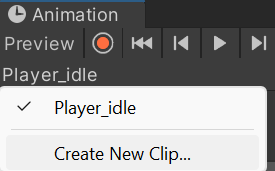 Animation
Preview
Player_idle
Player_idle
Create New Clip...